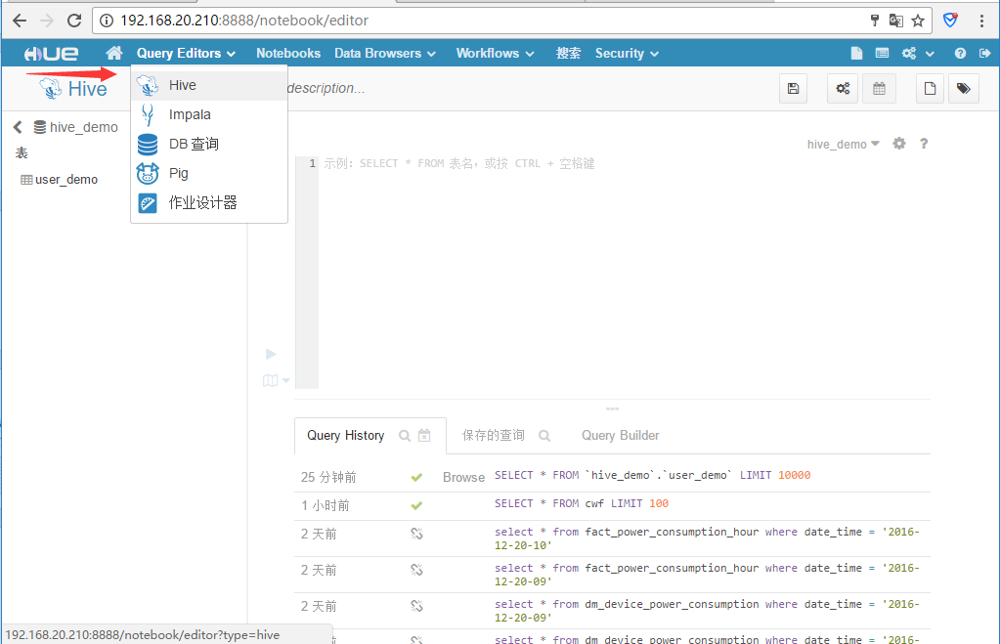 192.168.20.210:8888/notebook/editor
HUE Query Editors Notebooks Data Browsers Workflows 搜索 Security
Hive description...
Hive
Impala
DB 查询
Pig
作业设计器
hive_demo
表
user_demo
hive_demo ?
1 示例: SELECT * FROM 表名，或按 CTRL + 空格键
Query History 保存的查询 Query Builder
25 分钟前 Browse SELECT * FROM `hive_demo`.`user_demo` LIMIT 10000
1 小时前 SELECT * FROM cwf LIMIT 100
2 天前 select * from fact_power_consumption_hour where date_time = '2016-
12-20-10'
2 天前 select * from fact_power_consumption_hour where date_time = '2016-
12-20-09'
2 天前 select * from dm_device_power_consumption where date_time = '2016-
12-20-09'
前 select * from dm_device_power_consumption where date_time = '2016-
192.168.20.210:8888/notebook/editor?type=hive